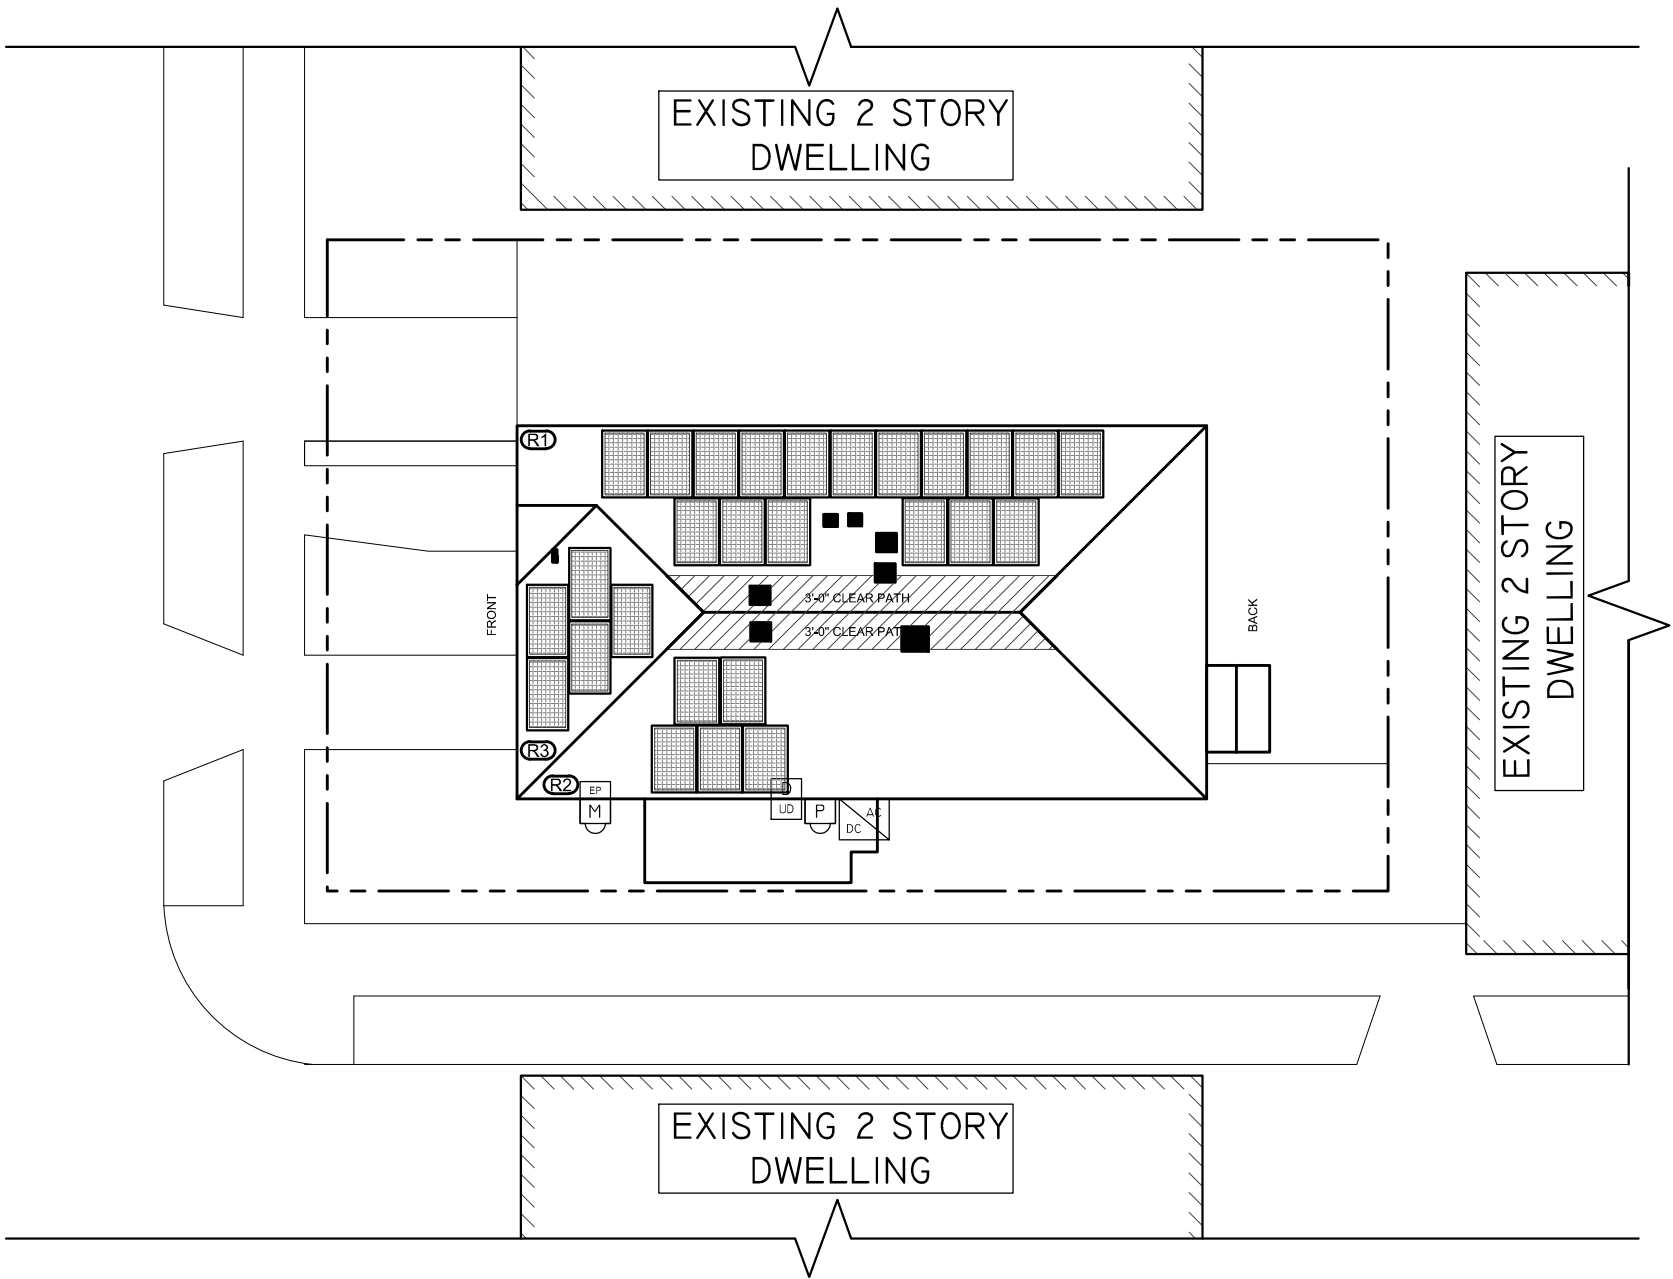 EXISTING 2 STORY
DWELLING
R1
3'-0" CLEAR PATH
FRONT
BACK
3'-0" CLEAR PAT
EXISTING 2 STORY
DWELLING
R3
R2
EP
M
D
UD
P
AC
DC
EXISTING 2 STORY
DWELLING